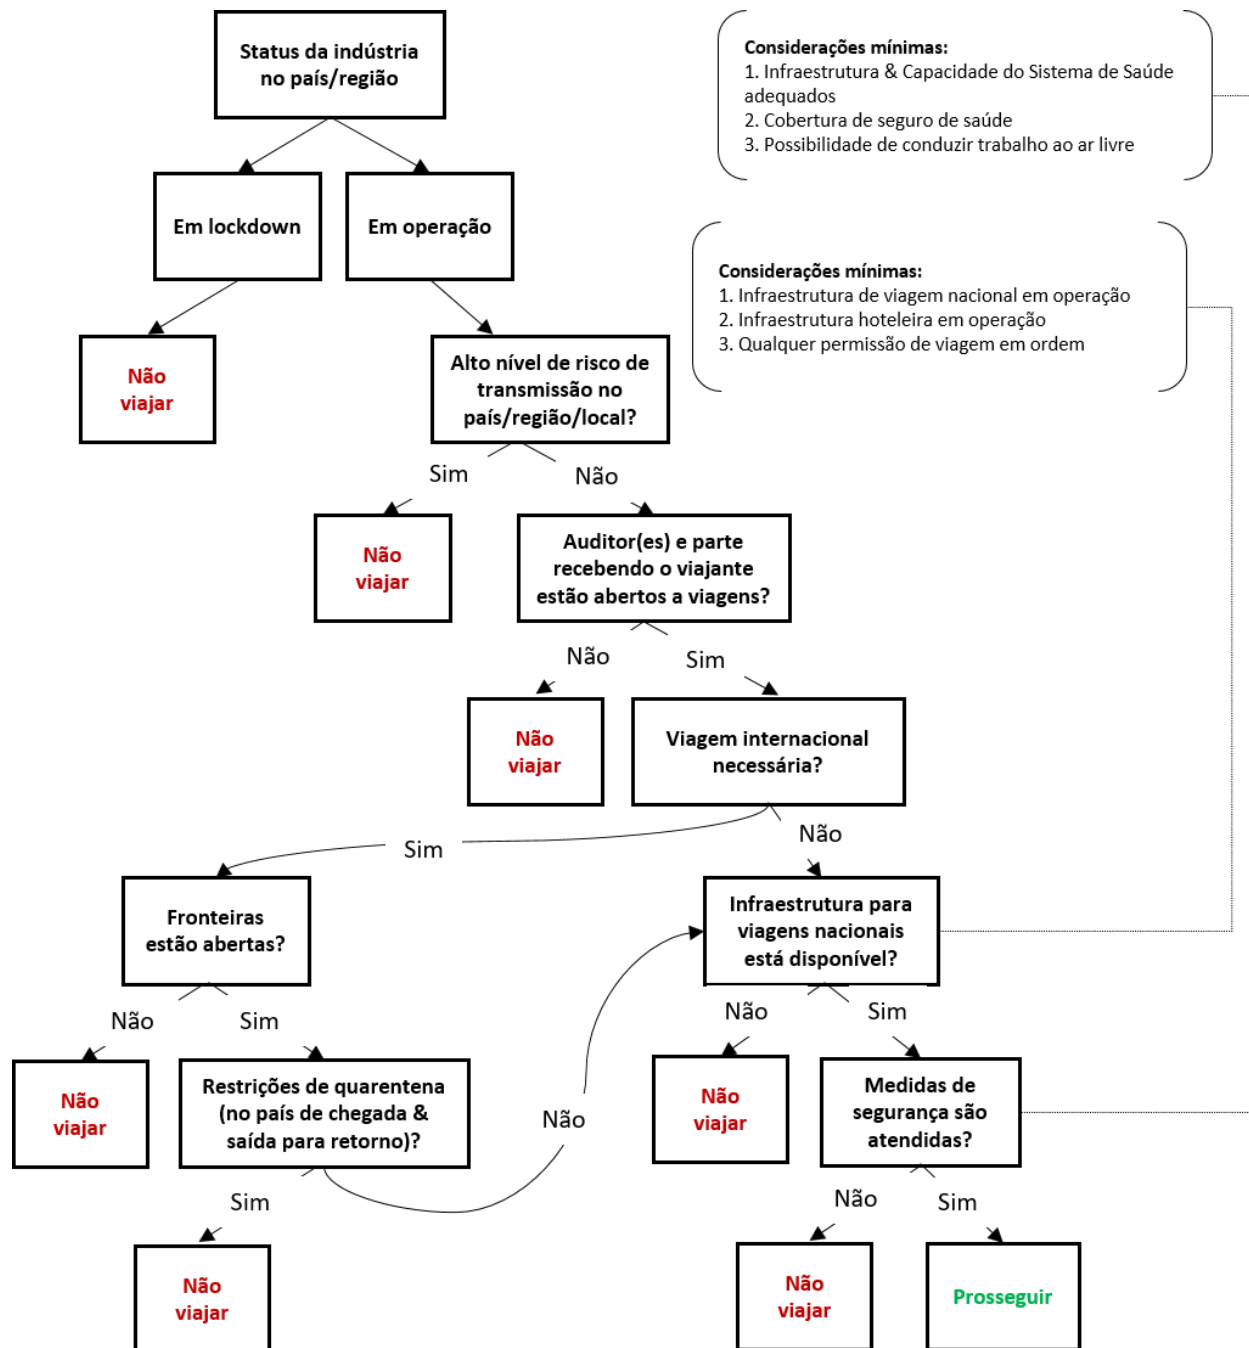 Status da indústria
no país/região
Considerações mínimas:
1. Infraestrutura & Capacidade do Sistema de Saúde
adequados
2. Cobertura de seguro de saúde
3. Possibilidade de conduzir trabalho ao ar livre
Em lockdown
Em operação
Considerações mínimas:
1. Infraestrutura de viagem nacional em operação
2. Infraestrutura hoteleira em operação
3. Qualquer permissão de viagem em ordem
Não
viajar
Alto nível de risco de
transmissão no
país/região/local?
Sim
Não
Não
viajar
Auditor(es) e parte
recebendo o viajante
estão abertos a viagens?
Não
Sim
Não
viajar
Viagem internacional
necessária?
Sim
Não
Fronteiras
estão abertas?
Infraestrutura para
viagens nacionais
está disponível?
Não
Sim
Não
Sim
Não
viajar
Restrições de quarentena
(no país de chegada &
saída para retorno)?
Não
Não
viajar
Medidas de
segurança são
atendidas?
Sim
Não
Sim
Não
viajar
Não
viajar
Prosseguir